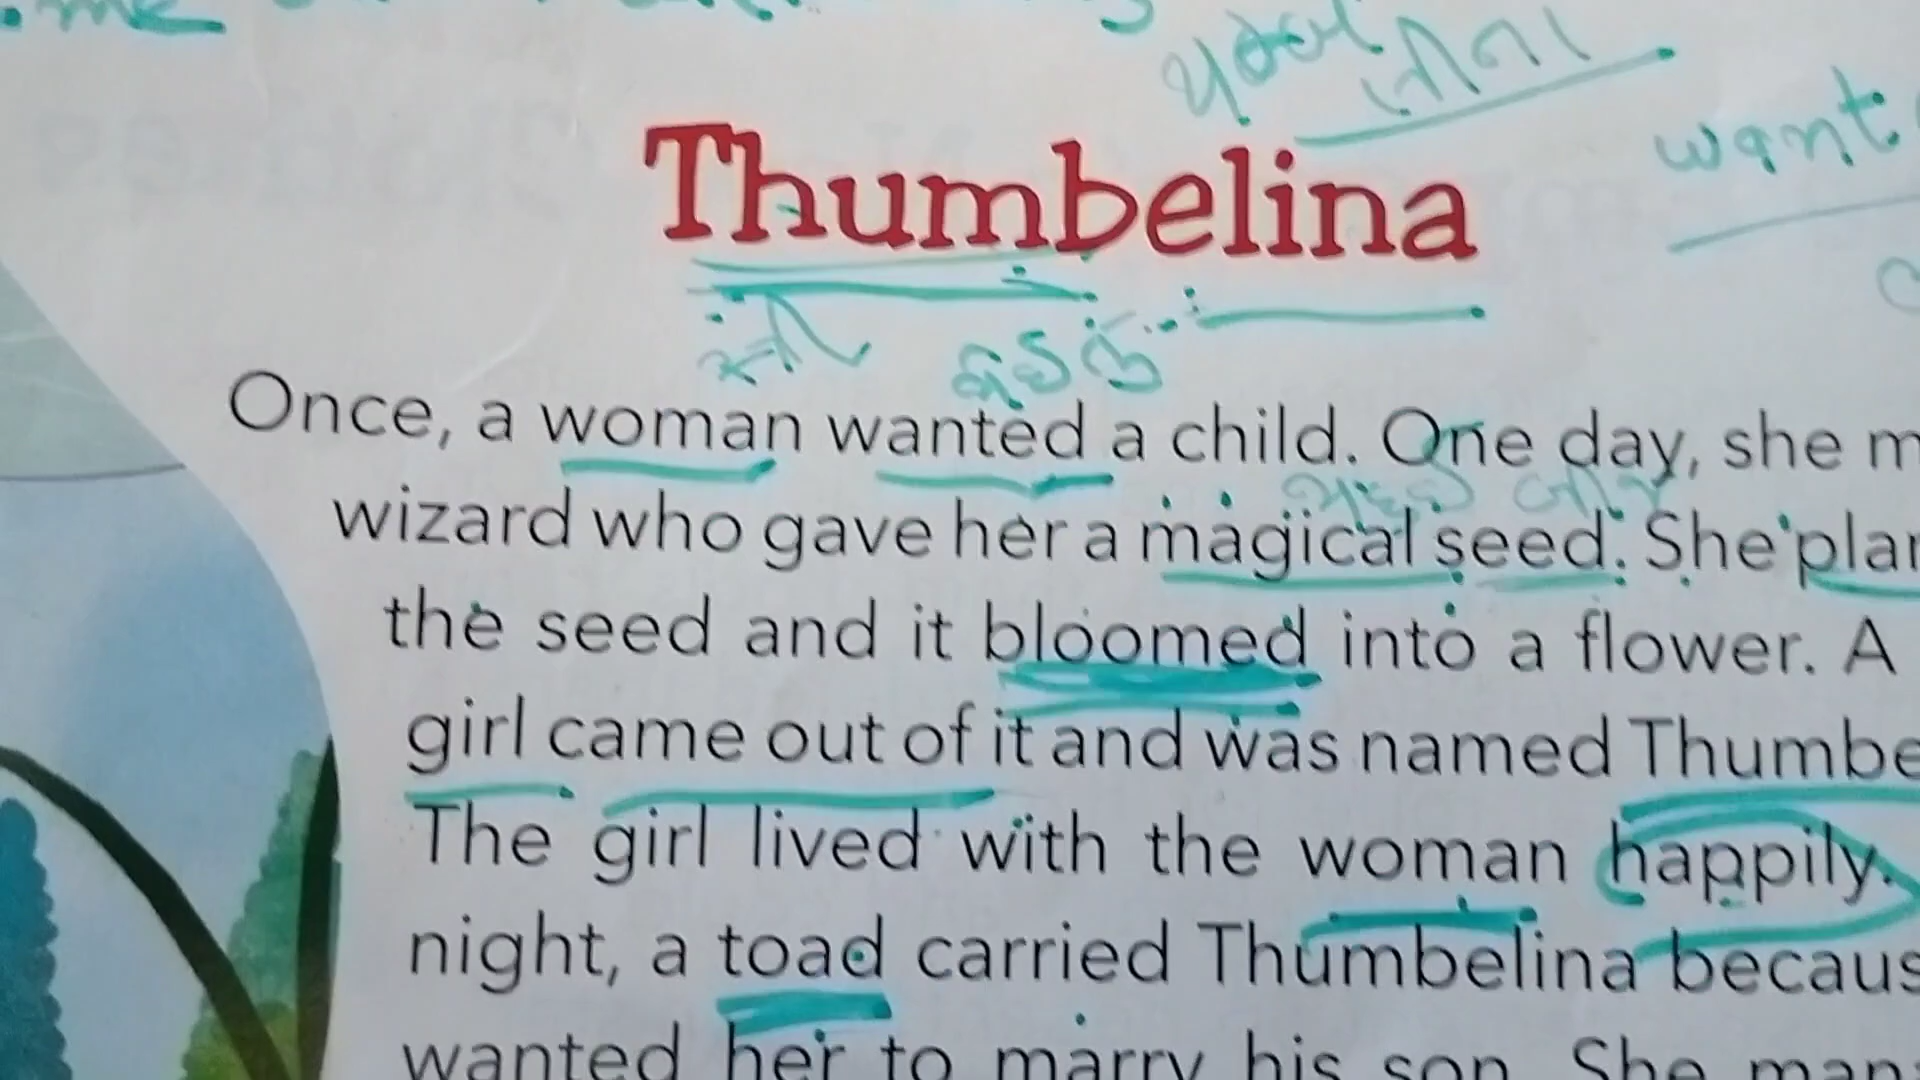 want
Thumbelina
Once, a woman wanted a child. One day, she m
wizard who gave her a magical seed. She plan
the seed and it bloomed into a flower. A
girl came out of it and was named Thumbe
The girl lived with the woman happily.
night, a toad carried Thumbelina becaus
wanted her to marry his son. She man